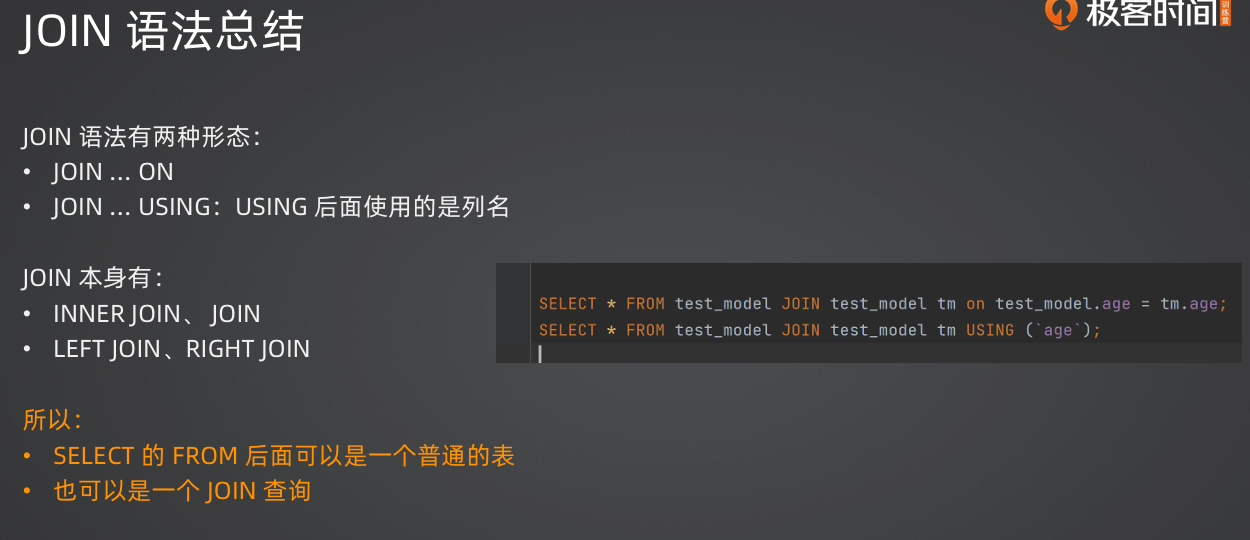 JOIN 语法总结
极客时间
训练营
JOIN 语法有两种形态：
• JOIN ... ON
• JOIN ... USING：USING 后面使用的是列名
JOIN 本身有：
• INNER JOIN、 JOIN
• LEFT JOIN、RIGHT JOIN
SELECT * FROM test_model JOIN test_model tm on test_model.age = tm.age;
SELECT * FROM test_model JOIN test_model tm USING (`age`);
所以：
• SELECT 的 FROM 后面可以是一个普通的表
• 也可以是一个 JOIN 查询